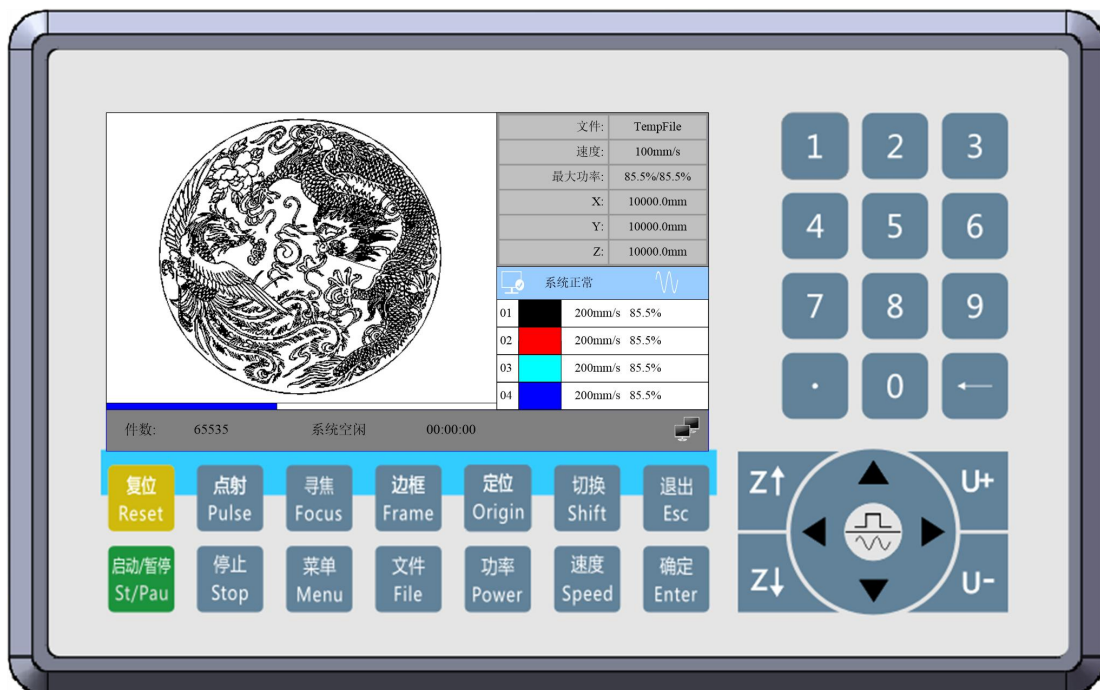 文件: TempFile
速度: 100mm/s
最大功率: 85.5%/85.5%
X: 10000.0mm
Y: 10000.0mm
Z: 10000.0mm
系统正常
01 200mm/s 85.5%
02 200mm/s 85.5%
03 200mm/s 85.5%
04 200mm/s 85.5%
件数: 65535 系统空闲 00:00:00
1 2 3
4 5 6
7 8 9
. 0 ←
复位 点射 寻焦 边框 定位 切换 退出
Reset Pulse Focus Frame Origin Shift Esc
启动/暂停 停止 菜单 文件 功率 速度 确定
St/Pau Stop Menu File Power Speed Enter
Z↑ U+
Z↓ U-